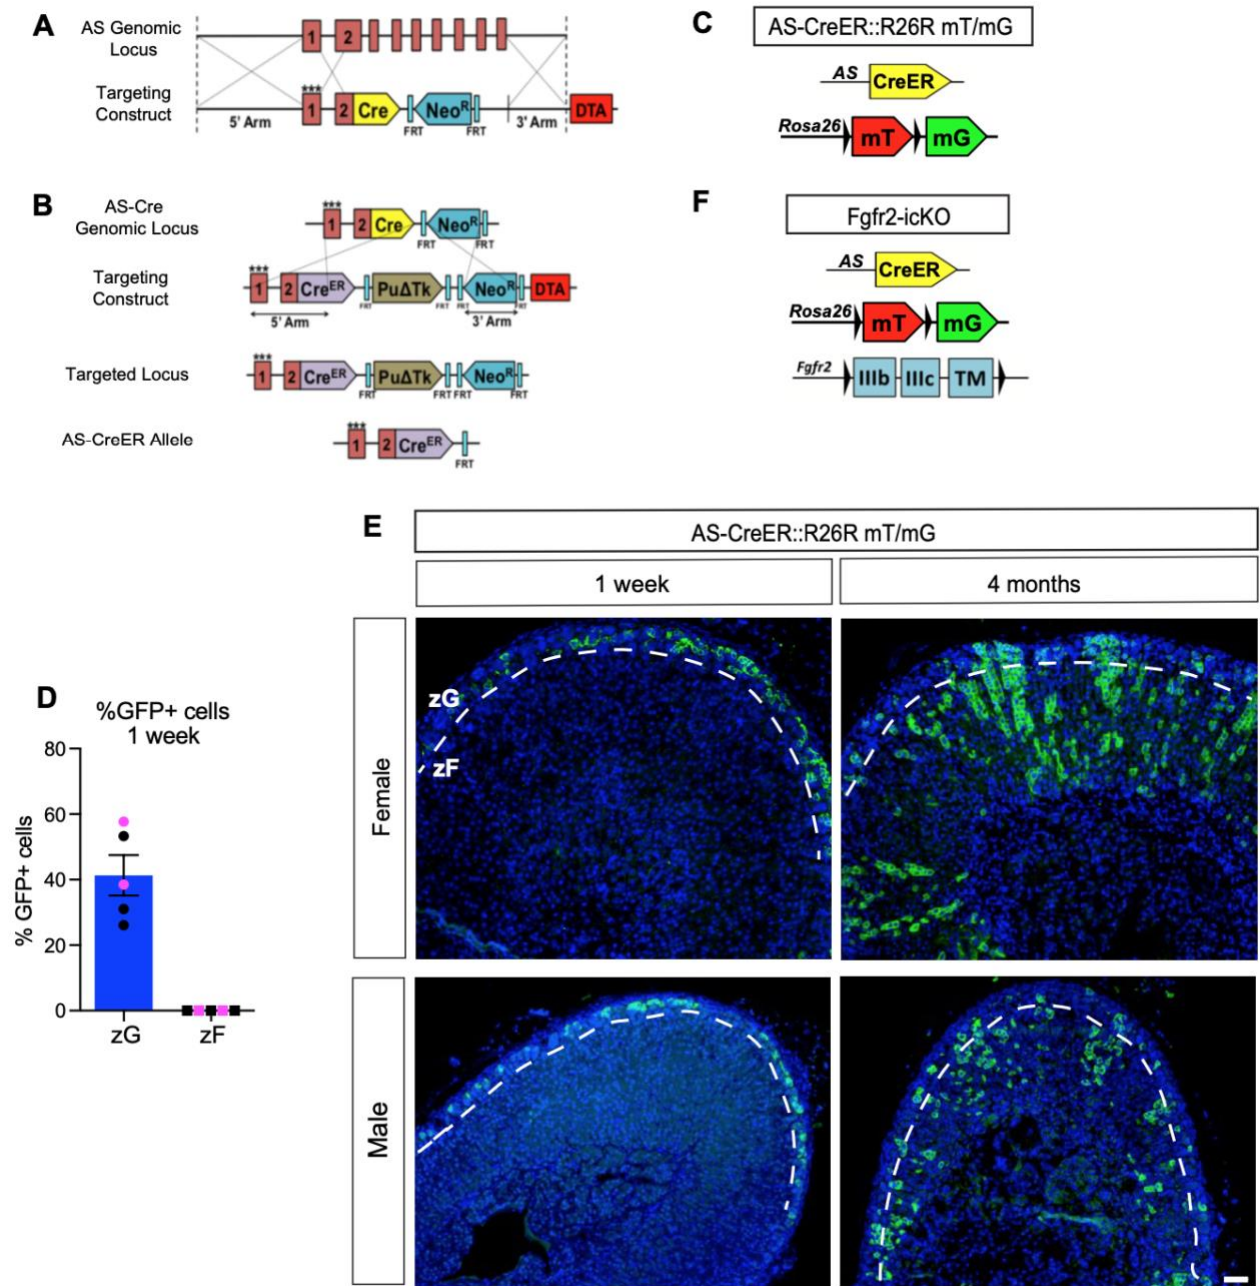 A
AS Genomic
Locus
1
2
Targeting
Construct
***
1
2
Cre
Neo^R
DTA
5' Arm
FRT
FRT
3' Arm
B
AS-Cre
Genomic Locus
***
1
2
Cre
Neo^R
FRT
FRT
Targeting
Construct
***
1
2
Cre^ER
PuΔTk
Neo^R
DTA
FRT
FRT
FRT
FRT
5' Arm
3' Arm
Targeted Locus
***
1
2
Cre^ER
PuΔTk
Neo^R
FRT
FRT
FRT
FRT
AS-CreER Allele
***
1
2
Cre^ER
FRT
C
AS-CreER::R26R mT/mG
AS
CreER
Rosa26
mT
mG
F
Fgfr2-icKO
AS
CreER
Rosa26
mT
mG
Fgfr2
IIIb
IIIc
TM
D
%GFP+ cells
1 week
% GFP+ cells
80
60
40
20
0
zG
zF
E
AS-CreER::R26R mT/mG
1 week
4 months
Female
zG
zF
Male